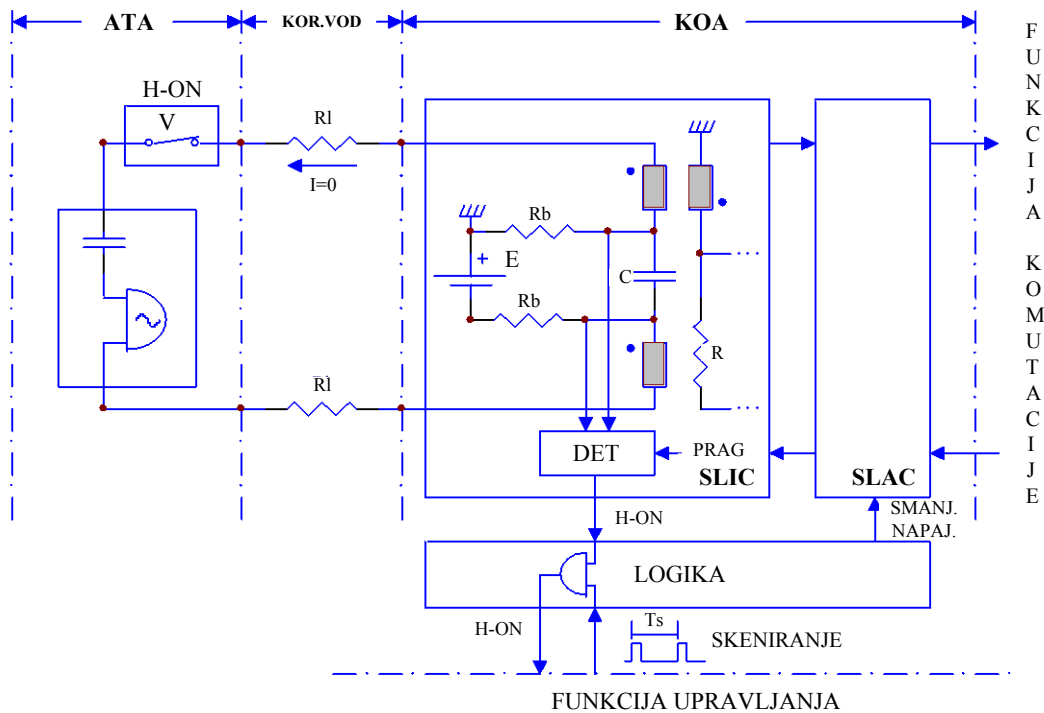 ATA
KOR.VOD
KOA
FUNKCIJA KOMUTACIJE
H-ON
V
Rl
I=0
Rb
+
E
C
Rb
R
Rl
DET
PRAG
SLIC
SLAC
H-ON
SMANJ.
NAPAJ.
LOGIKA
H-ON
Ts
SKENIRANJE
FUNKCIJA UPRAVLJANJA